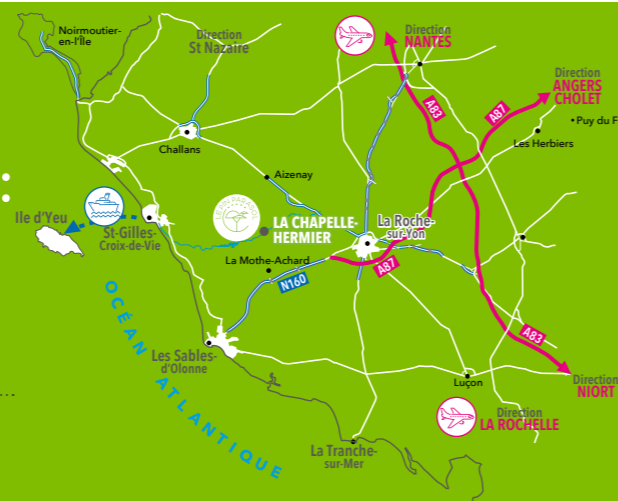 Noirmoutier-
en-l'Île
Direction
St Nazaire
Direction
NANTES
Direction
ANGERS
CHOLET
A83
A87
• Puy du F
Les Herbiers
Challans
Aizenay
Ile d'Yeu
St-Gilles-
Croix-de-Vie
LA CHAPELLE-
HERMIER
La Roche-
sur-Yon
La Mothe-Achard
A87
N160
OCÉAN ATLANTIQUE
A83
Les Sables-
d'Olonne
Luçon
Direction
NIORT
Direction
LA ROCHELLE
La Tranche-
sur-Mer